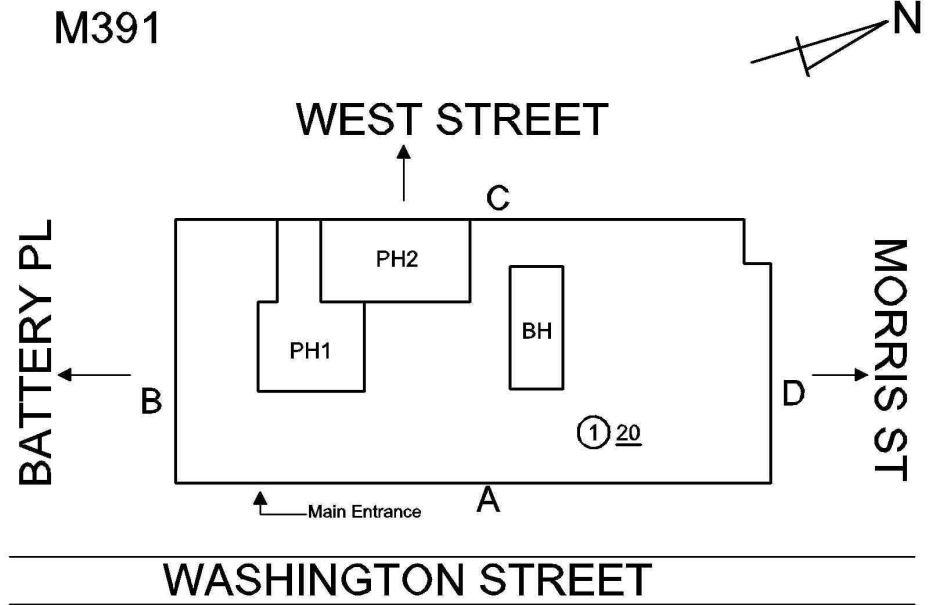 M391
N
WEST STREET
C
BATTERY PL
PH2
MORRIS ST
BH
PH1
B
D
1 20
A
Main Entrance
WASHINGTON STREET